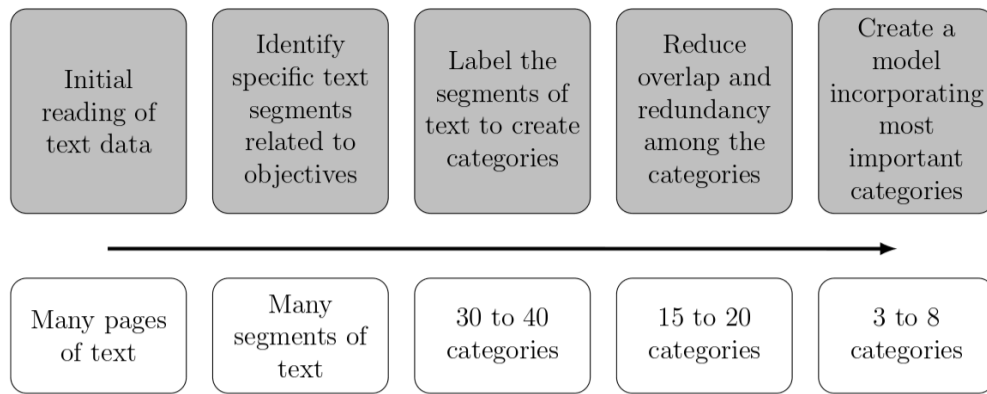 Initial
reading of
text data
Identify
specific text
segments
related to
objectives
Label the
segments of
text to create
categories
Reduce
overlap and
redundancy
among the
categories
Create a
model
incorporating
most
important
categories
Many pages
of text
Many
segments of
text
30 to 40
categories
15 to 20
categories
3 to 8
categories